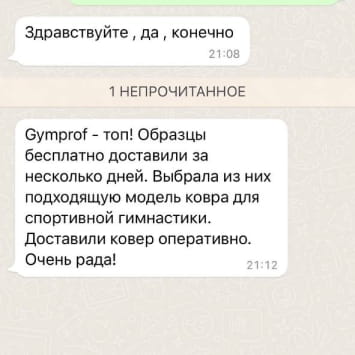 Здравствуйте , да , конечно
21:08
1 НЕПРОЧИТАННОЕ
Gymprof - топ! Образцы
бесплатно доставили за
несколько дней. Выбрала из них
подходящую модель ковра для
спортивной гимнастики.
Доставили ковер оперативно.
Очень рада!
21:12